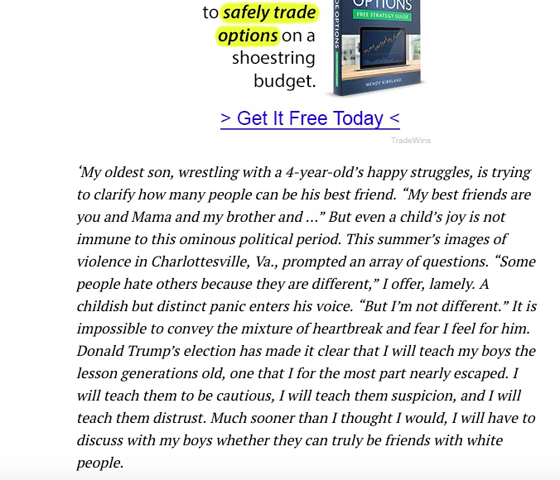 to safely trade
options on a
shoestring
budget.
OPTIONS
FREE STRATEGY GUIDE
WENDY KIRKLAND
> Get It Free Today <
TradeWins
‘My oldest son, wrestling with a 4-year-old’s happy struggles, is trying
to clarify how many people can be his best friend. “My best friends are
you and Mama and my brother and …” But even a child’s joy is not
immune to this ominous political period. This summer’s images of
violence in Charlottesville, Va., prompted an array of questions. “Some
people hate others because they are different,” I offer, lamely. A
childish but distinct panic enters his voice. “But I’m not different.” It is
impossible to convey the mixture of heartbreak and fear I feel for him.
Donald Trump’s election has made it clear that I will teach my boys the
lesson generations old, one that I for the most part nearly escaped. I
will teach them to be cautious, I will teach them suspicion, and I will
teach them distrust. Much sooner than I thought I would, I will have to
discuss with my boys whether they can truly be friends with white
people.